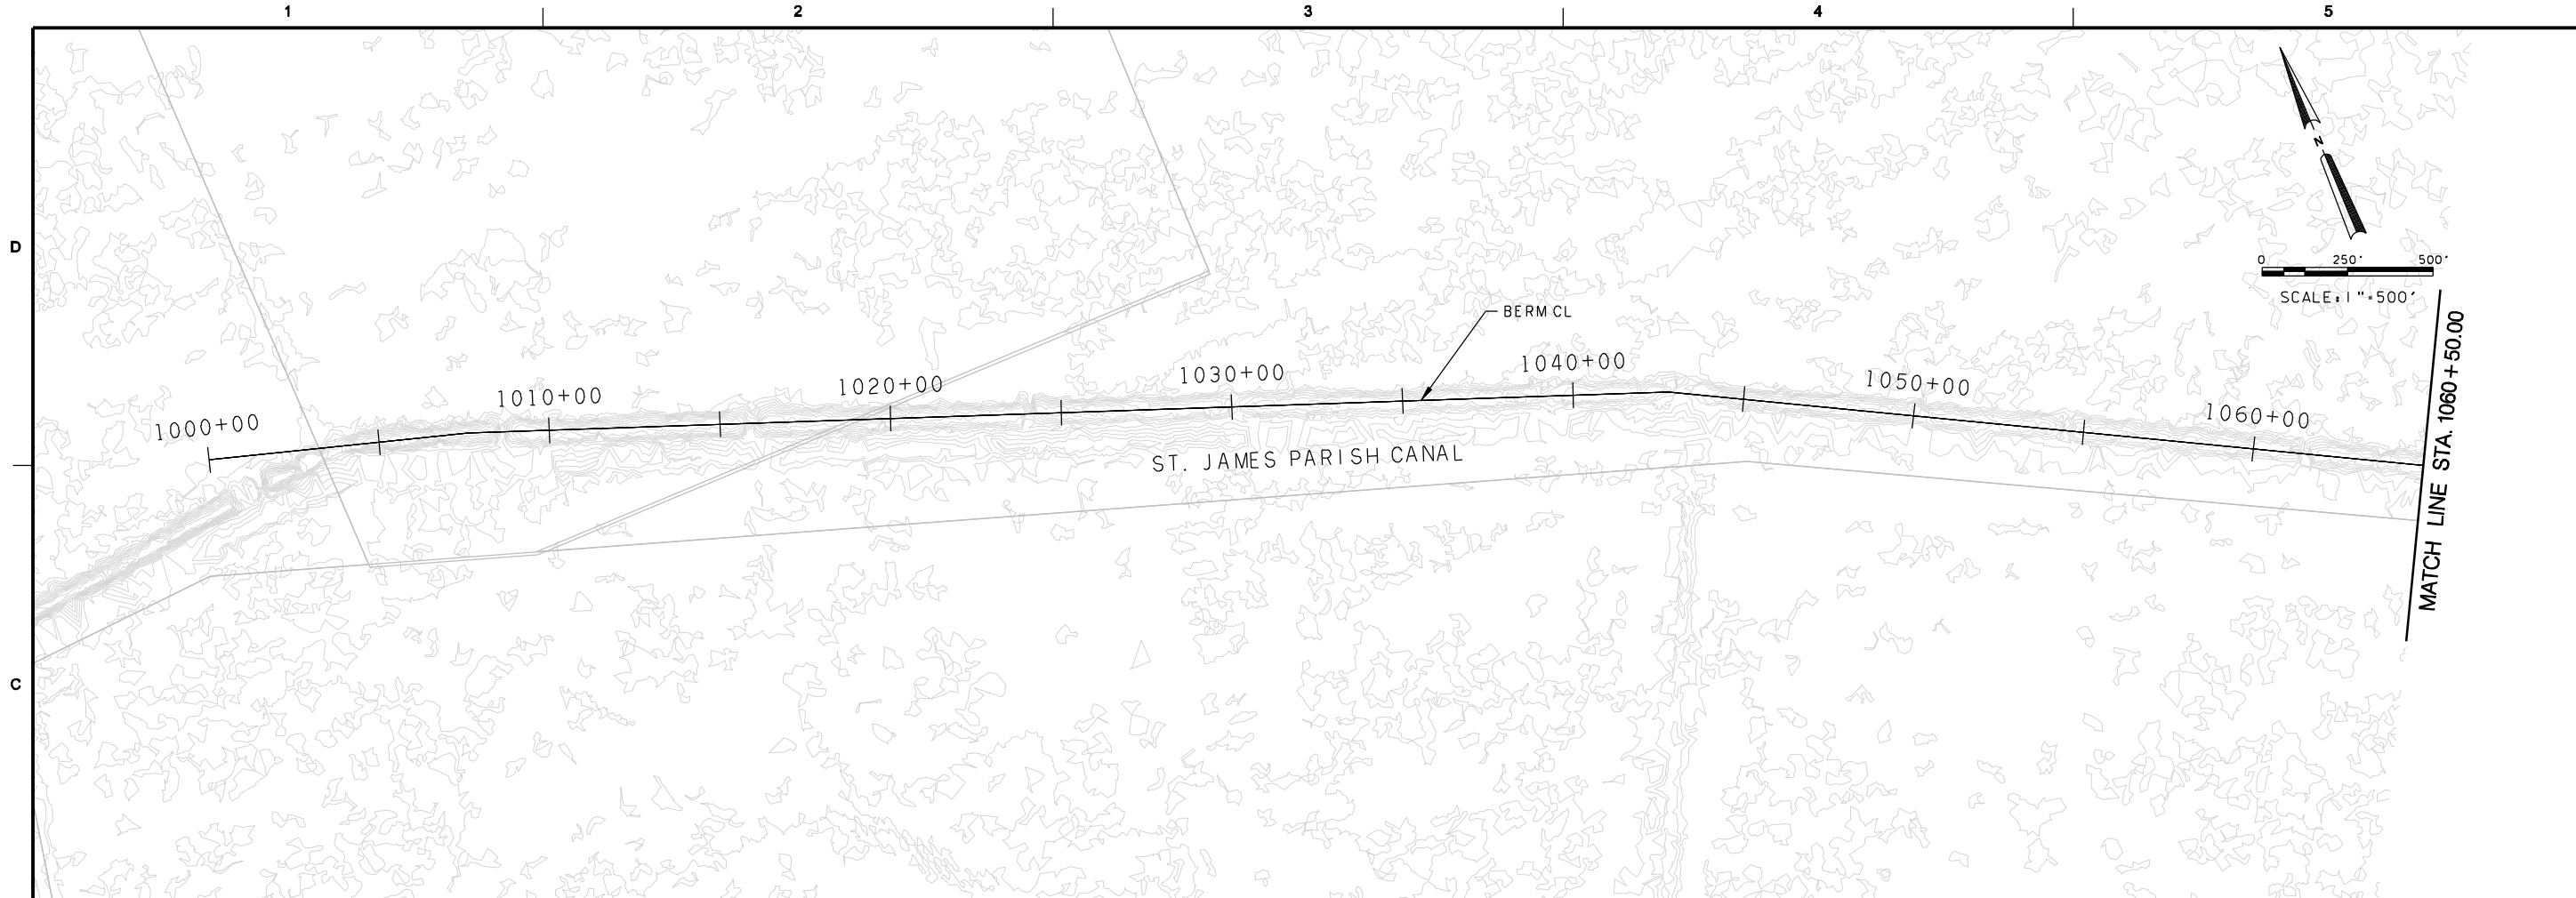 1 2 3 4 5
D
C
N
0 250' 500'
SCALE: 1"=500'
BERM CL
1000+00
1010+00
1020+00
1030+00
1040+00
1050+00
1060+00
ST. JAMES PARISH CANAL
MATCH LINE STA. 1060+50.00